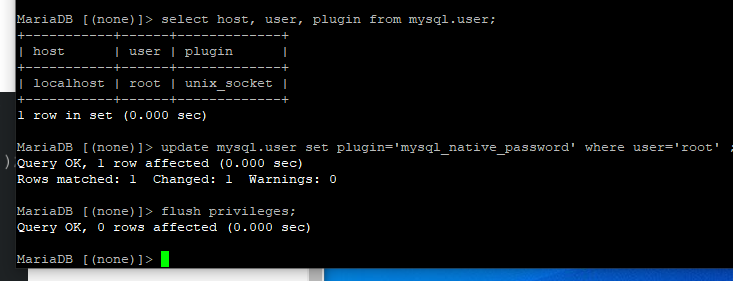 MariaDB [(none)]> select host, user, plugin from mysql.user;
+-----------+------+-------------+
| host      | user | plugin      |
+-----------+------+-------------+
| localhost | root | unix_socket |
+-----------+------+-------------+
1 row in set (0.000 sec)
MariaDB [(none)]> update mysql.user set plugin='mysql_native_password' where user='root' ;
Query OK, 1 row affected (0.000 sec)
Rows matched: 1  Changed: 1  Warnings: 0
MariaDB [(none)]> flush privileges;
Query OK, 0 rows affected (0.000 sec)
MariaDB [(none)]>
)